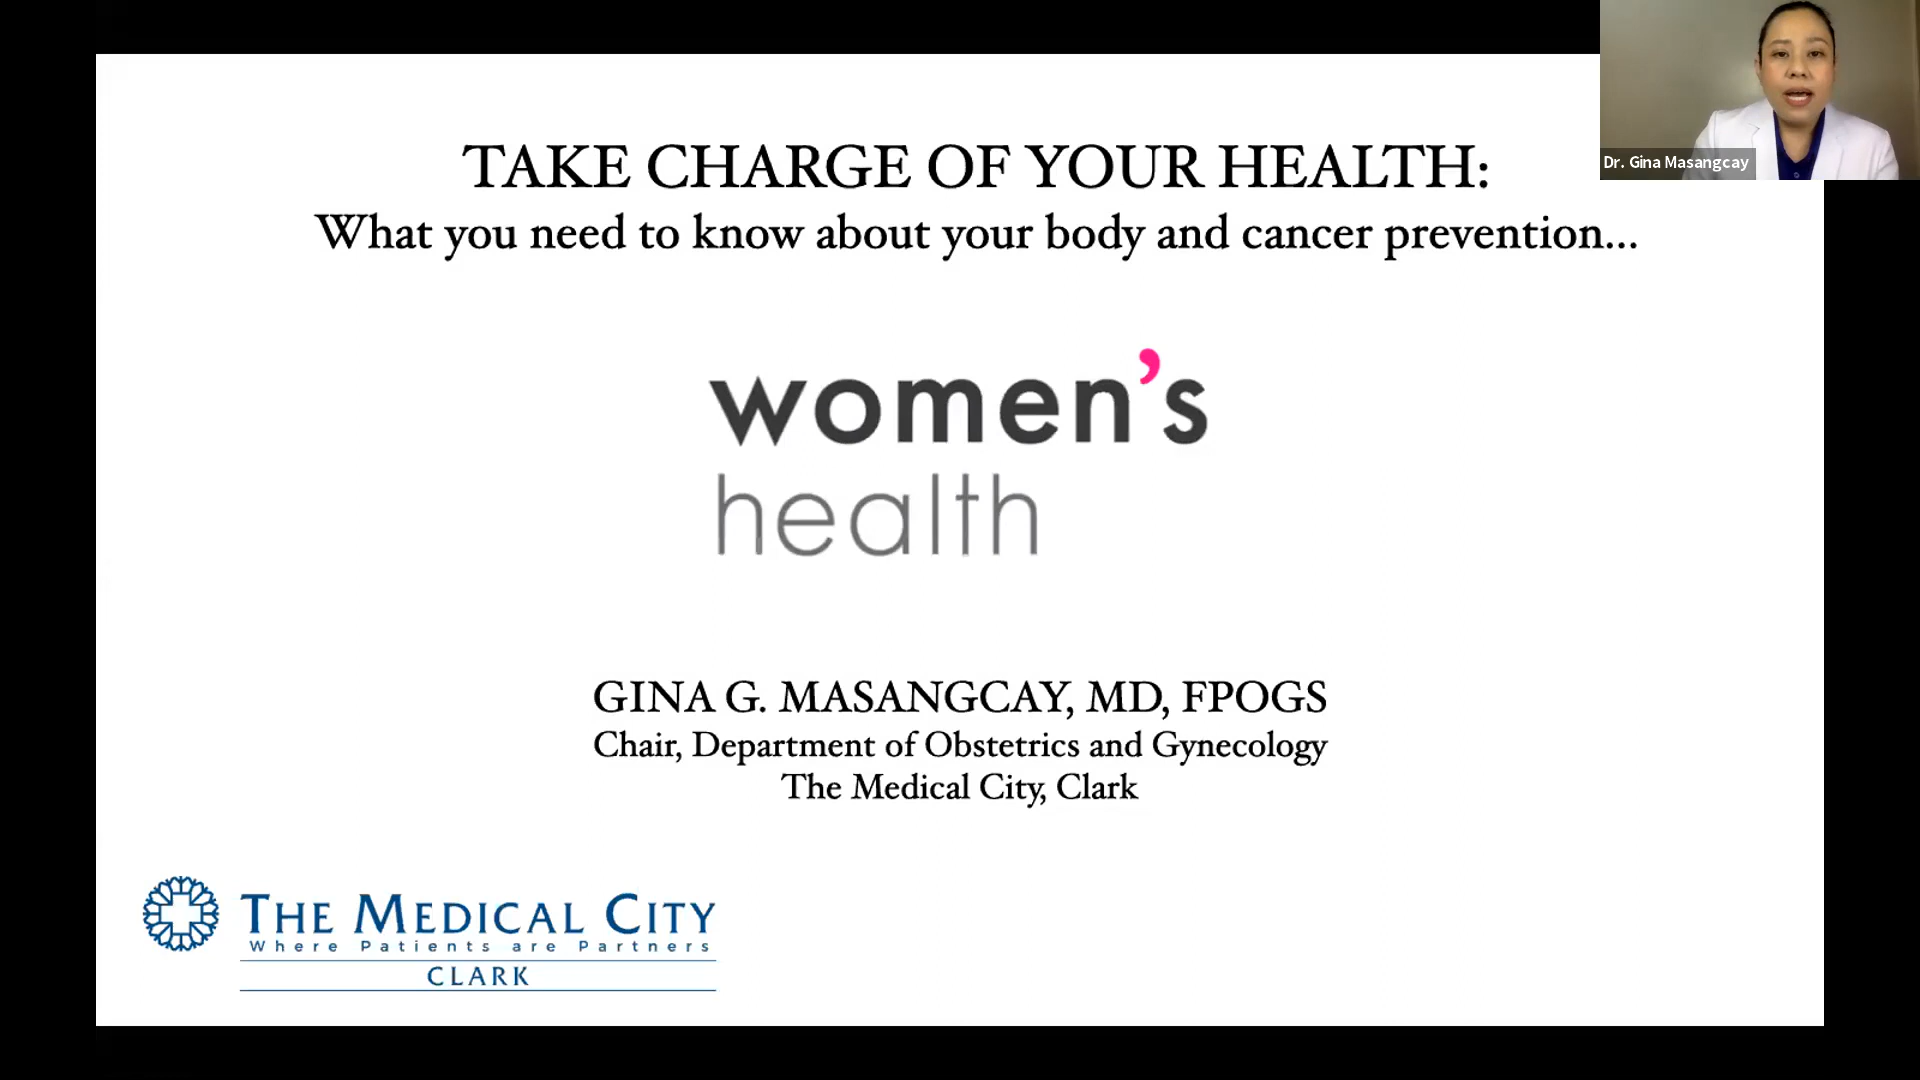 Dr. Gina Masangcay
TAKE CHARGE OF YOUR HEALTH:
What you need to know about your body and cancer prevention...
women's
health
GINA G. MASANGCAY, MD, FPOGS
Chair, Department of Obstetrics and Gynecology
The Medical City, Clark
THE MEDICAL CITY
Where Patients are Partners
CLARK